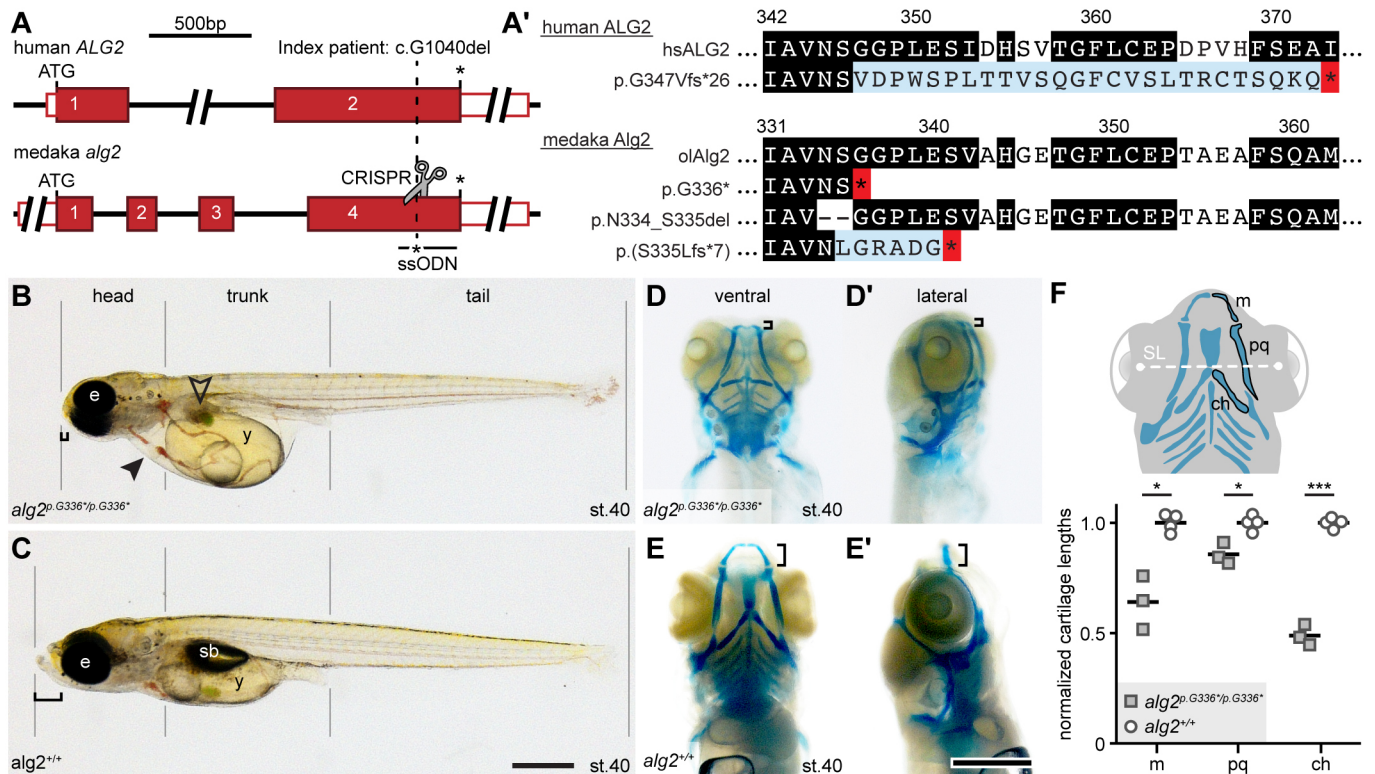 A
500bp
human ALG2
Index patient: c.G1040del
ATG
*
1
2
medaka alg2
ATG
CRISPR
*
1
2
3
4
*
ssODN
A'
human ALG2
342 350 360 370
hsALG2 ...IAVNSGGPLESIDHSVTGFLCEPDPVHFSEAI...
p.G347Vfs*26 ...IAVNSVDPWSPLTTVSQGFCVSLTRCTSQKQ*
medaka Alg2
331 340 350 360
olAlg2 ...IAVNSGGPLESVAHGETGFLCEPTAEAFSQAM...
p.G336* ...IAVNS*
p.N334_S335del ...IAV--GGPLESVAHGETGFLCEPTAEAFSQAM...
p.(S335Lfs*7) ...IAVNLGRADG*
B
head trunk tail
e
y
alg2p.G336*/p.G336* st.40
C
e
sb
y
alg2+/+ st.40
D ventral
alg2p.G336*/p.G336* st.40
D' lateral
E
alg2+/+ st.40
E'
F
m
SL
pq
ch
* * ***
normalized cartilage lengths
1.0
0.5
0
alg2p.G336*/p.G336*
alg2+/+
m pq ch